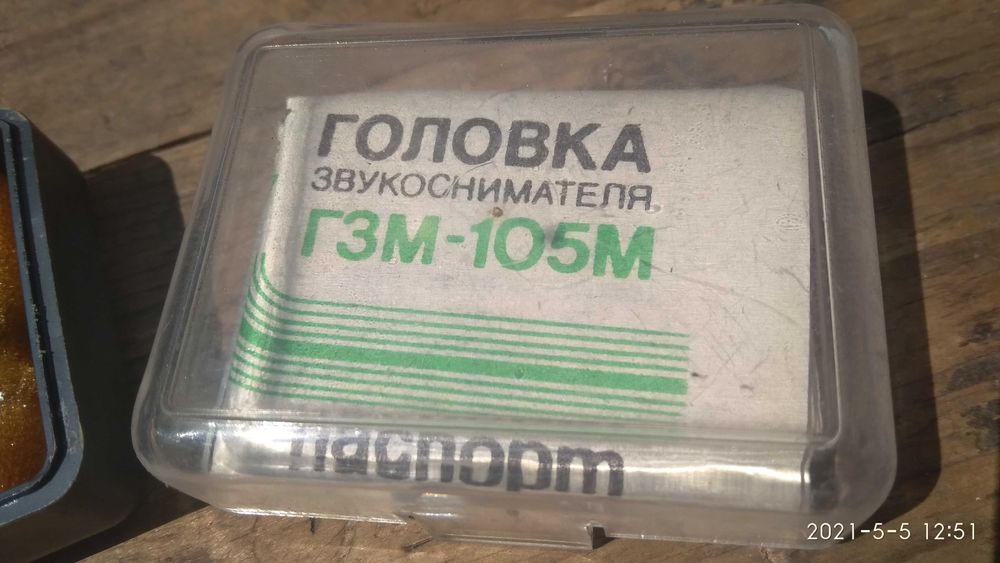 ГОЛОВКА
ЗВУКОСНИМАТЕЛЯ
ГЗМ-105М
паспорт
2021-5-5 12:51